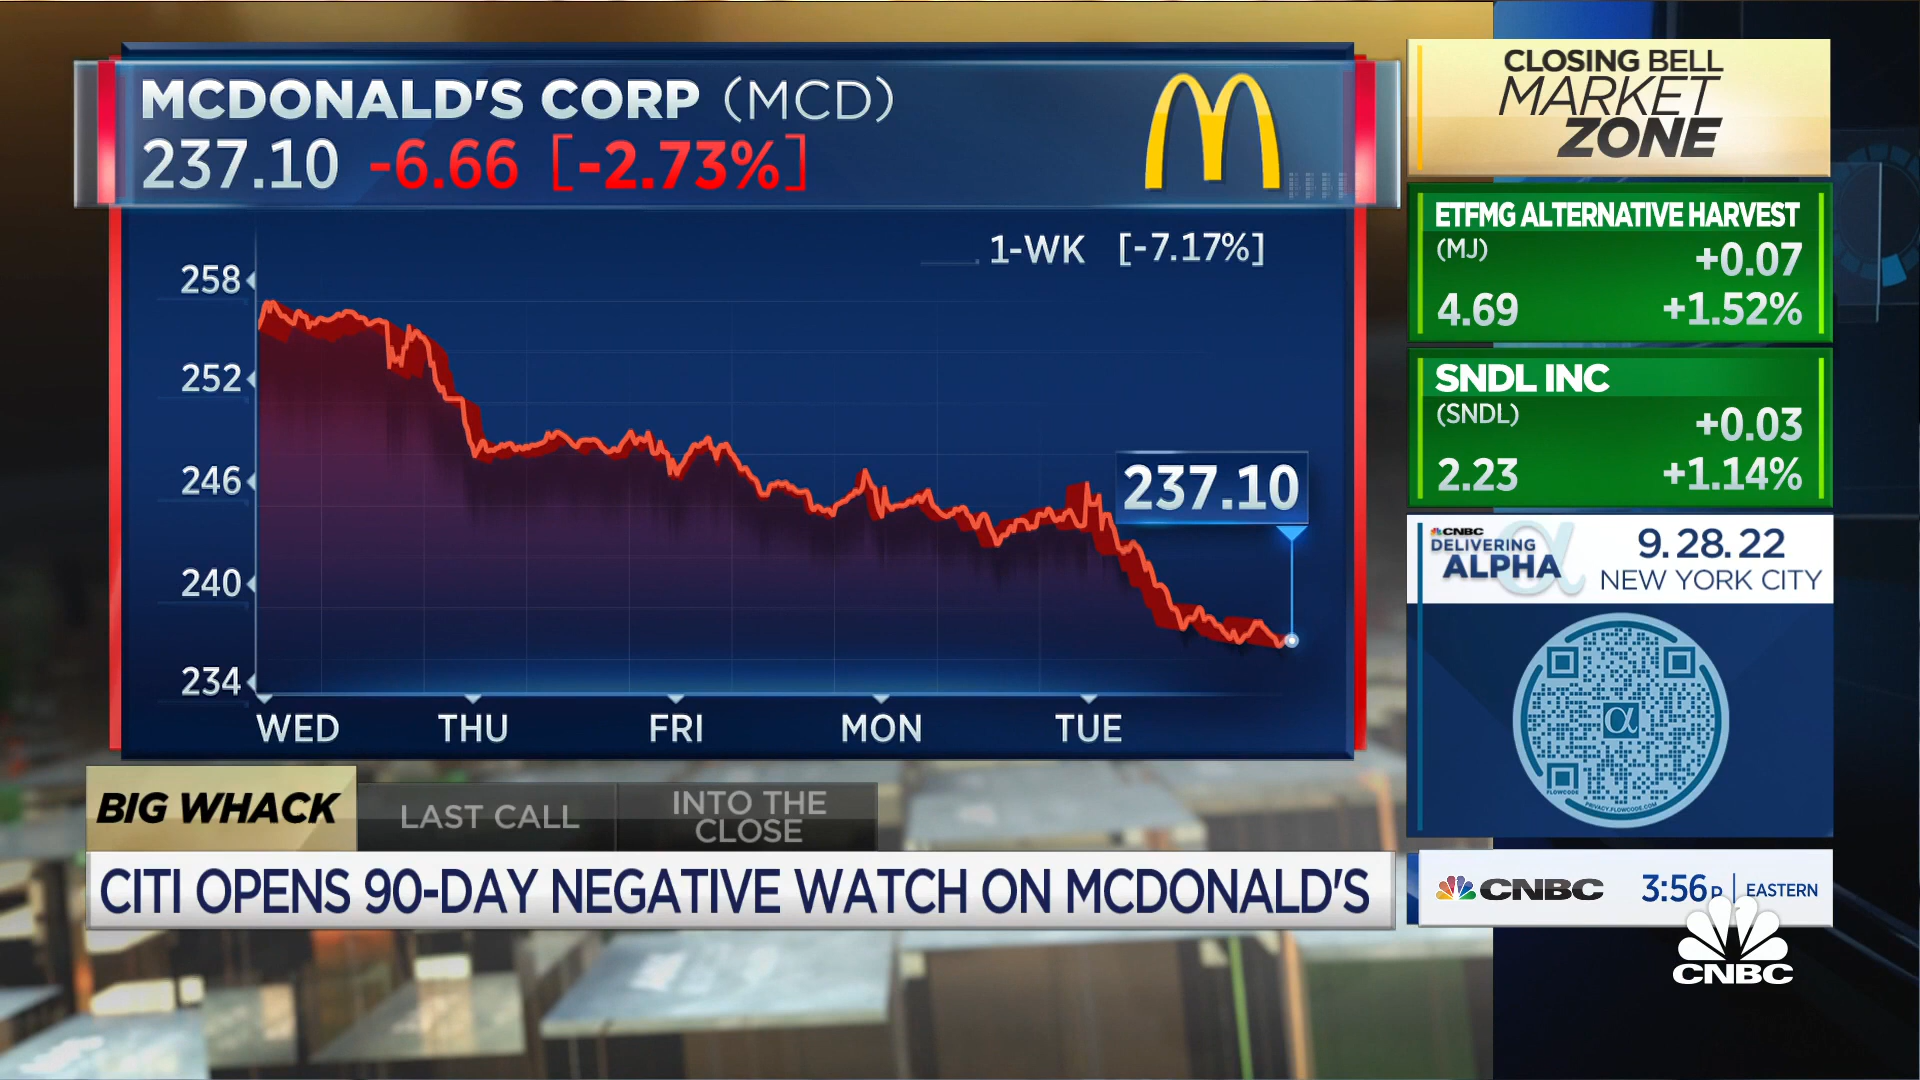 MCDONALD'S CORP (MCD)
237.10 -6.66 [-2.73%]
1-WK [-7.17%]
258
252
246
240
234
237.10
WED THU FRI MON TUE
BIG WHACK
LAST CALL
INTO THE
CLOSE
CITI OPENS 90-DAY NEGATIVE WATCH ON MCDONALD'S
CLOSING BELL
MARKET
ZONE
ETFMG ALTERNATIVE HARVEST
(MJ)
+0.07
4.69 +1.52%
SNDL INC
(SNDL)
+0.03
2.23 +1.14%
CNBC
DELIVERING
ALPHA
9.28.22
NEW YORK CITY
α
FLOWCODE
PRIVACY.FLOWCODE.COM
CNBC 3:56P EASTERN
CNBC